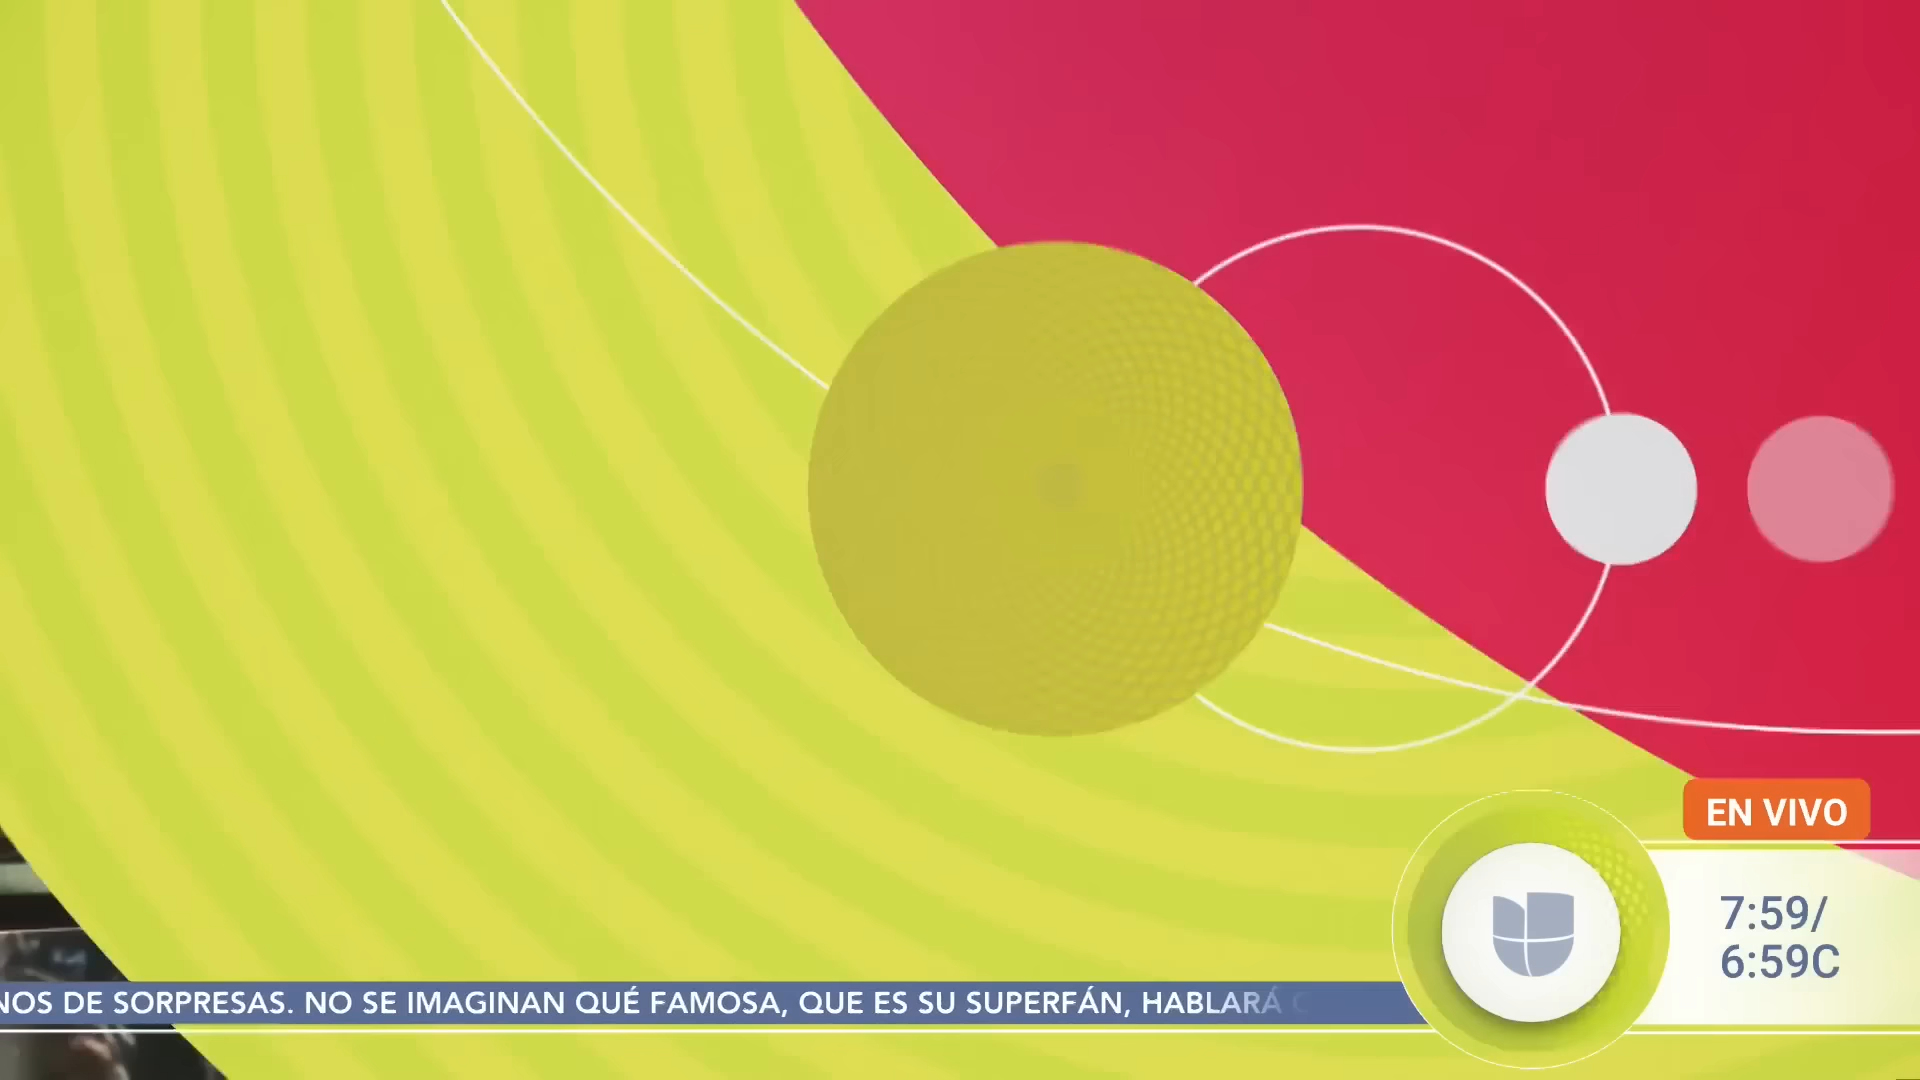 EN VIVO
7:59/
6:59C
NOS DE SORPRESAS. NO SE IMAGINAN QUÉ FAMOSA, QUE ES SU SUPERFÁN, HABLARÁ